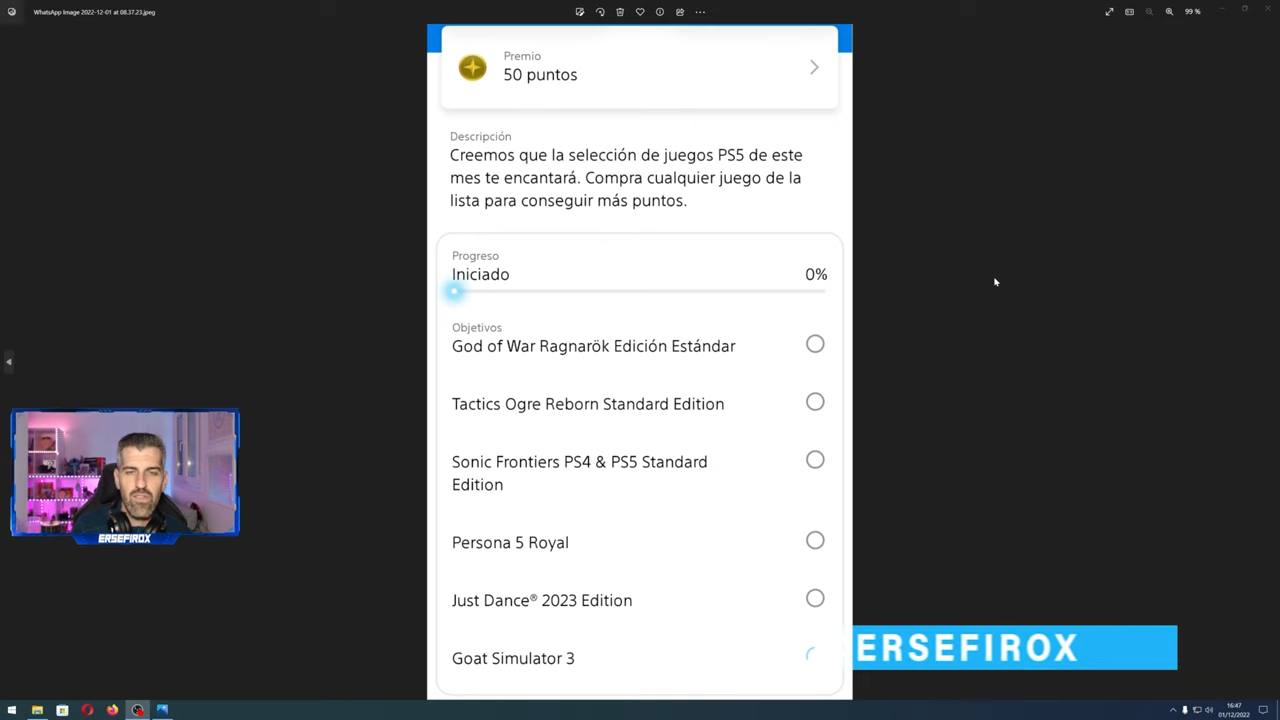 WhatsApp Image 2022-12-01 at 08.37.23.jpeg
99 %
Premio
50 puntos
Descripción
Creemos que la selección de juegos PS5 de este
mes te encantará. Compra cualquier juego de la
lista para conseguir más puntos.
Progreso
Iniciado
0%
Objetivos
God of War Ragnarök Edición Estándar
Tactics Ogre Reborn Standard Edition
Sonic Frontiers PS4 & PS5 Standard
Edition
Persona 5 Royal
Just Dance® 2023 Edition
Goat Simulator 3
ERSEFIROX
ERSEFIROX
16:47
01/12/2022